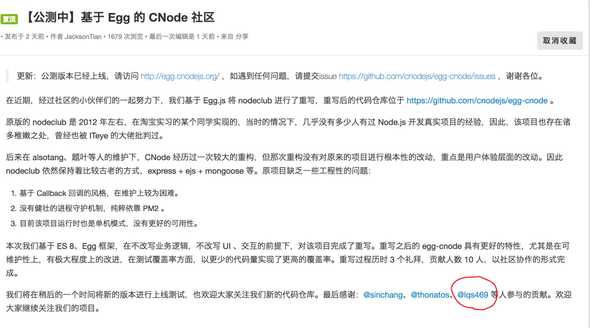 置顶 【公测中】基于 Egg 的 CNode 社区
• 发布于 2 天前 • 作者 JacksonTian • 1679 次浏览 • 最后一次编辑是 1 天前 • 来自 分享
取消收藏
更新：公测版本已经上线，请访问 http://egg.cnodejs.org/ ，如遇到任何问题，请提交issue https://github.com/cnodejs/egg-cnode/issues ，谢谢各位。
在近期，经过社区的小伙伴们的一起努力下，我们基于 Egg.js 将 nodeclub 进行了重写，重写后的代码仓库位于 https://github.com/cnodejs/egg-cnode 。
原版的 nodeclub 是 2012 年左右，在淘宝实习的某个同学实现的，当时的情况下，几乎没有多少人有过 Node.js 开发真实项目的经验，因此，该项目也存在诸
多稚嫩之处，曾经也被 ITeye 的大佬批判过。
后来在 alsotang、题叶等人的维护下，CNode 经历过一次较大的重构，但那次重构没有对原来的项目进行根本性的改动，重点是用户体验层面的改动。因此
nodeclub 依然保持着比较古老的方式，express + ejs + mongoose 等。原项目缺乏一些工程性的问题:
1. 基于 Callback 回调的风格，在维护上较为困难。
2. 没有健壮的进程守护机制，纯粹依靠 PM2 。
3. 目前该项目运行时也是单机模式，没有更好的可用性。
本次我们基于 ES 8、Egg 框架，在不改写业务逻辑，不改写 UI 、交互的前提下，对该项目完成了重写。重写之后的 egg-cnode 具有更好的特性，尤其是在可
维护性上，有极大程度上的改进，在测试覆盖率方面，以更少的代码量实现了更高的覆盖率。重写过程历时 3 个礼拜，贡献人数 10 人，以社区协作的形式完
成。
我们将在稍后的一个时间将新的版本进行上线测试，也欢迎大家关注我们新的代码仓库。最后感谢：@sinchang、@thonatos、@lqs469 等人参与的贡献。欢迎大
家继续关注我们的项目。